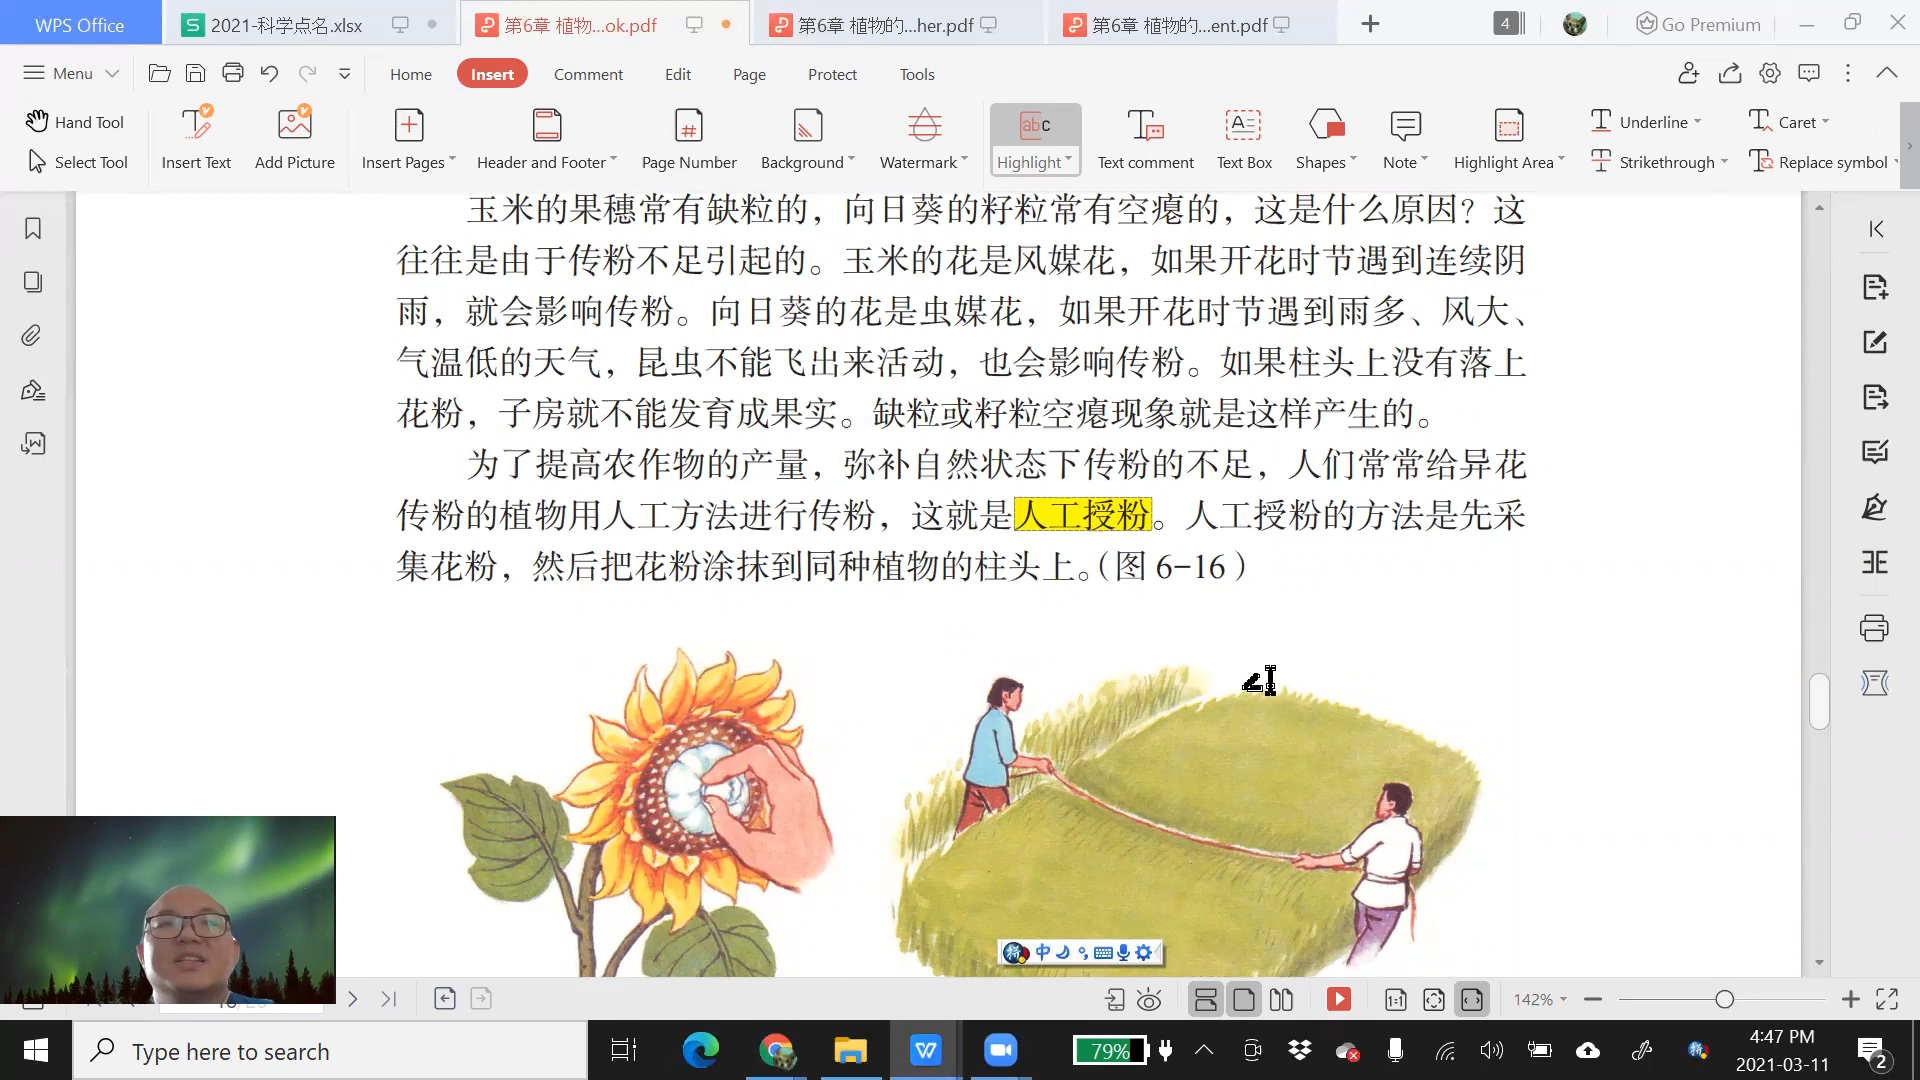 WPS Office
2021-科学点名.xlsx
第6章 植物...ok.pdf
第6章 植物的...her.pdf
第6章 植物的...ent.pdf
4
Go Premium
Menu
Home
Insert
Comment
Edit
Page
Protect
Tools
Hand Tool
Select Tool
Insert Text
Add Picture
Insert Pages
Header and Footer
Page Number
Background
Watermark
Highlight
Text comment
Text Box
Shapes
Note
Highlight Area
Underline
Strikethrough
Caret
Replace symbol
玉米的果穗常有缺粒的，向日葵的籽粒常有空瘪的，这是什么原因？这
往往是由于传粉不足引起的。玉米的花是风媒花，如果开花时节遇到连续阴
雨，就会影响传粉。向日葵的花是虫媒花，如果开花时节遇到雨多、风大、
气温低的天气，昆虫不能飞出来活动，也会影响传粉。如果柱头上没有落上
花粉，子房就不能发育成果实。缺粒或籽粒空瘪现象就是这样产生的。
为了提高农作物的产量，弥补自然状态下传粉的不足，人们常常给异花
传粉的植物用人工方法进行传粉，这就是人工授粉。人工授粉的方法是先采
集花粉，然后把花粉涂抹到同种植物的柱头上。（图 6-16）
中
142%
Type here to search
79%
4:47 PM
2021-03-11
2